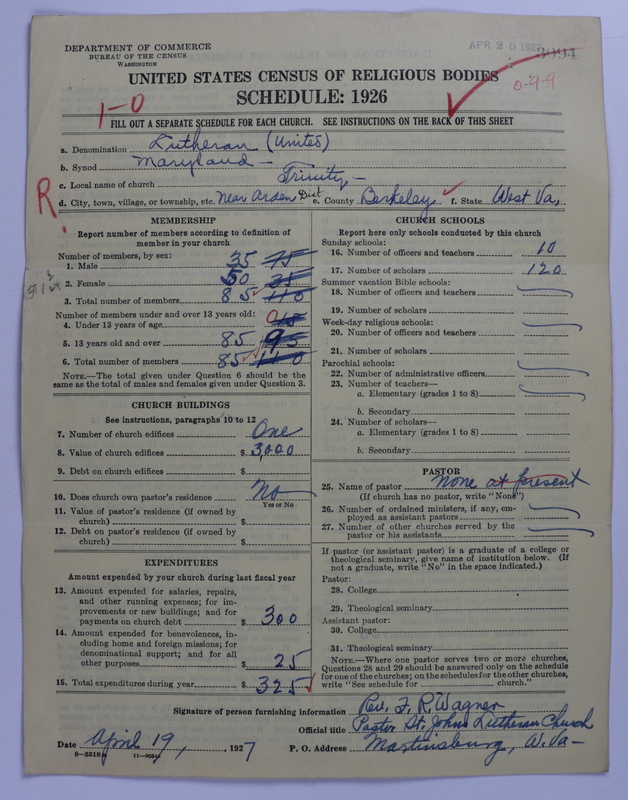 DEPARTMENT OF COMMERCE
BUREAU OF THE CENSUS
WASHINGTON
APR 20 1927
3094
0-9-9
UNITED STATES CENSUS OF RELIGIOUS BODIES
SCHEDULE: 1926
1-0
FILL OUT A SEPARATE SCHEDULE FOR EACH CHURCH. SEE INSTRUCTIONS ON THE BACK OF THIS SHEET
a. Denomination Lutheran (United)
b. Synod Maryland -
c. Local name of church Trinity, -
R
d. City, town, village, or township, etc. Near Arden Dist e. County Berkeley f. State West Va,
MEMBERSHIP
Report number of members according to definition of
member in your church
Number of members, by sex:
1. Male 35 75
2. Female 50 35
3. Total number of members 85 110
Number of members under and over 13 years old:
4. Under 13 years of age 0 15
5. 13 years old and over 85 95
6. Total number of members 85 110
NOTE.—The total given under Question 6 should be the
same as the total of males and females given under Question 3.
CHURCH BUILDINGS
See instructions, paragraphs 10 to 12
7. Number of church edifices One
8. Value of church edifices $ 3,000
9. Debt on church edifices $
10. Does church own pastor's residence No
Yes or No
11. Value of pastor's residence (if owned by
church) $
12. Debt on pastor's residence (if owned by
church) $
EXPENDITURES
Amount expended by your church during last fiscal year
13. Amount expended for salaries, repairs,
and other running expenses; for im-
provements or new buildings; and for
payments on church debt $ 300
14. Amount expended for benevolences, in-
cluding home and foreign missions; for
denominational support; and for all
other purposes $ 25
15. Total expenditures during year $ 325
CHURCH SCHOOLS
Report here only schools conducted by this church
Sunday schools:
16. Number of officers and teachers 10
17. Number of scholars 120
Summer vacation Bible schools:
18. Number of officers and teachers
19. Number of scholars
Week-day religious schools:
20. Number of officers and teachers
21. Number of scholars
Parochial schools:
22. Number of administrative officers
23. Number of teachers—
a. Elementary (grades 1 to 8)
b. Secondary
24. Number of scholars—
a. Elementary (grades 1 to 8)
b. Secondary
PASTOR
25. Name of pastor None at present
(If church has no pastor, write "None")
26. Number of ordained ministers, if any, em-
ployed as assistant pastors
27. Number of other churches served by the
pastor or his assistants
If pastor (or assistant pastor) is a graduate of a college or
theological seminary, give name of institution below. (If
not a graduate, write "No" in the space indicated.)
Pastor:
28. College
29. Theological seminary
Assistant pastor:
30. College
31. Theological seminary
NOTE.—Where one pastor serves two or more churches,
Questions 28 and 29 should be answered only on the schedule
for one of the churches; on the schedules for the other churches,
write "See schedule for church."
Signature of person furnishing information Rev. F. R. Wagner
Official title Pastor St. Johns Lutheran Church
Date April 19, , 1927 P. O. Address Martinsburg, W. Va -
8-5518